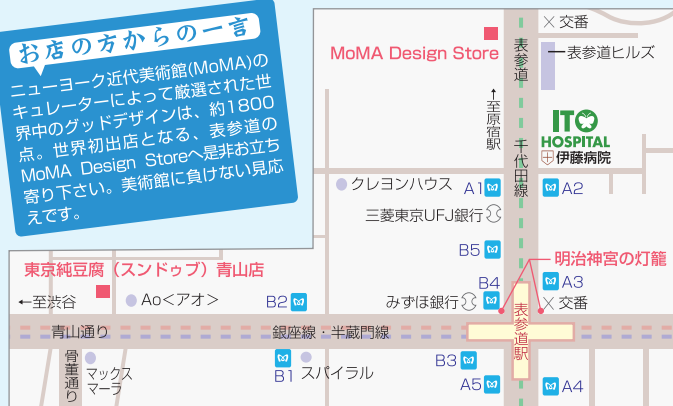 お店の方からの一言
ニューヨーク近代美術館(MoMA)の
キュレーターによって厳選された世
界中のグッドデザインは、約1800
点。世界初出店となる、表参道の
MoMA Design Storeへ是非お立ち
寄り下さい。美術館に負けない見応
えです。
MoMA Design Store
表参道
交番
表参道ヒルズ
↑至原宿駅
千代田線
ITO
HOSPITAL
伊藤病院
クレヨンハウス
A1
A2
三菱東京UFJ銀行
B5
明治神宮の灯籠
東京純豆腐（スンドゥブ）青山店
B4
A3
←至渋谷
Ao＜アオ＞
B2
みずほ銀行
交番
表参道駅
青山通り
銀座線・半蔵門線
骨董通り
マックス
マーラ
B1
スパイラル
B3
A5
A4